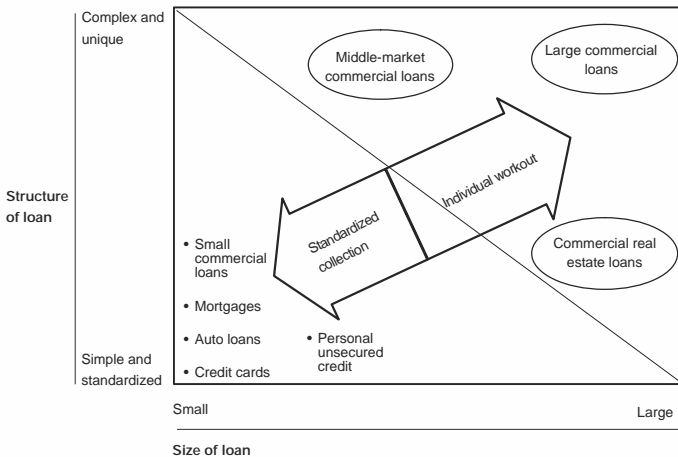 Complex and
unique
Middle-market
commercial loans
Large commercial
loans
Individual workout
Structure
of loan
Standardized
collection
• Small
commercial
loans
Commercial real
estate loans
• Mortgages
• Auto loans
• Personal
unsecured
credit
Simple and
standardized
• Credit cards
Small
Large
Size of loan